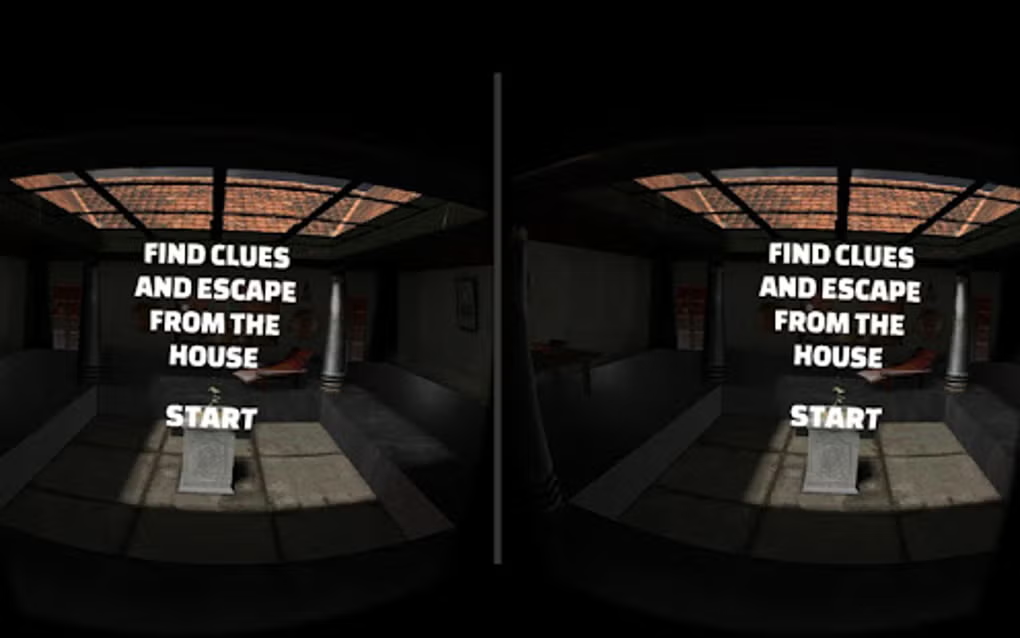 FIND CLUES
AND ESCAPE
FROM THE
HOUSE
START
FIND CLUES
AND ESCAPE
FROM THE
HOUSE
START